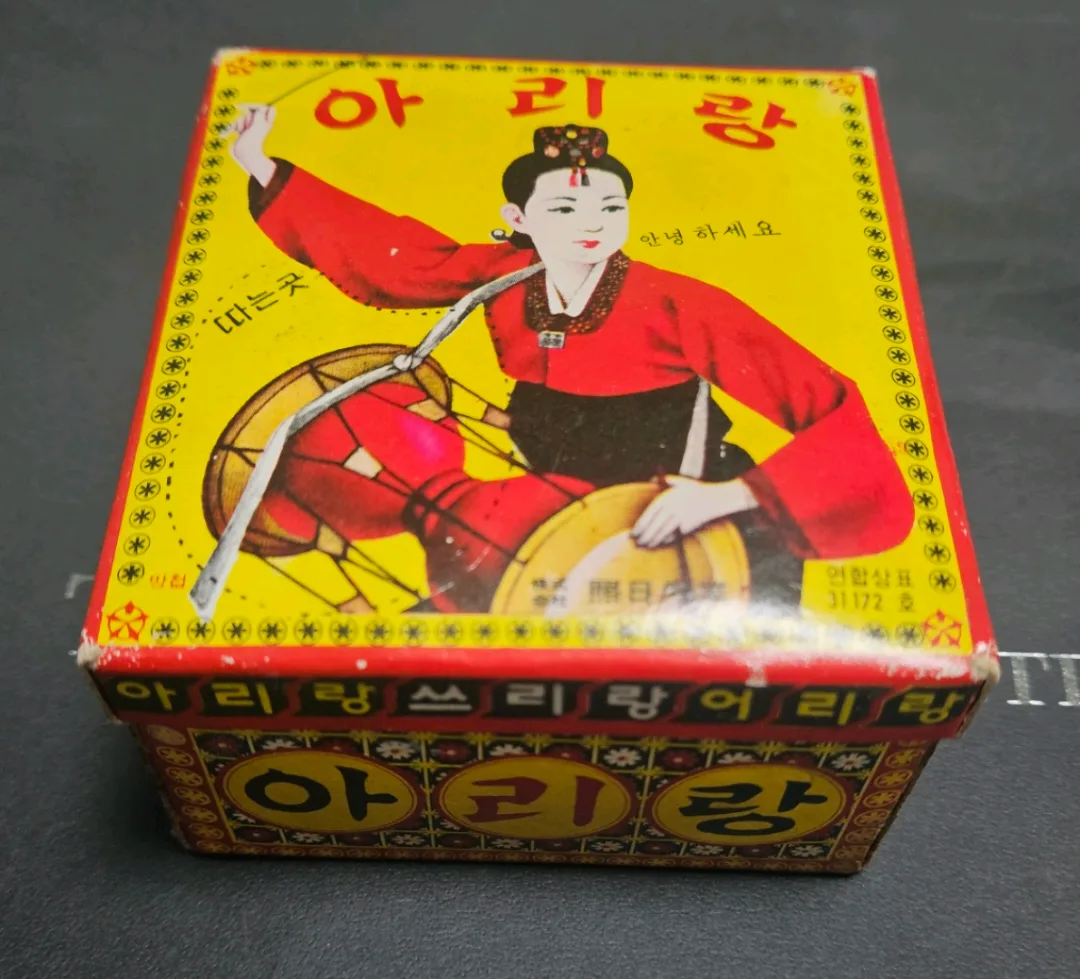 아리랑
안녕하세요
따는곳
연합상표
31172 호
아리랑쓰리랑어리랑
아리랑